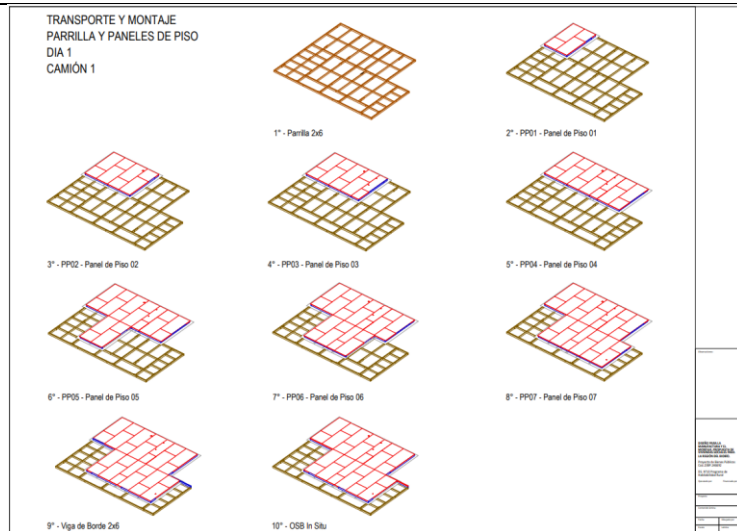 TRANSPORTE Y MONTAJE
PARRILLA Y PANELES DE PISO
DIA 1
CAMIÓN 1
1° - Parrilla 2x6
2° - PP01 - Panel de Piso 01
3° - PP02 - Panel de Piso 02
4° - PP03 - Panel de Piso 03
5° - PP04 - Panel de Piso 04
6° - PP05 - Panel de Piso 05
7° - PP06 - Panel de Piso 06
8° - PP07 - Panel de Piso 07
9° - Viga de Borde 2x6
10° - OSB In Situ